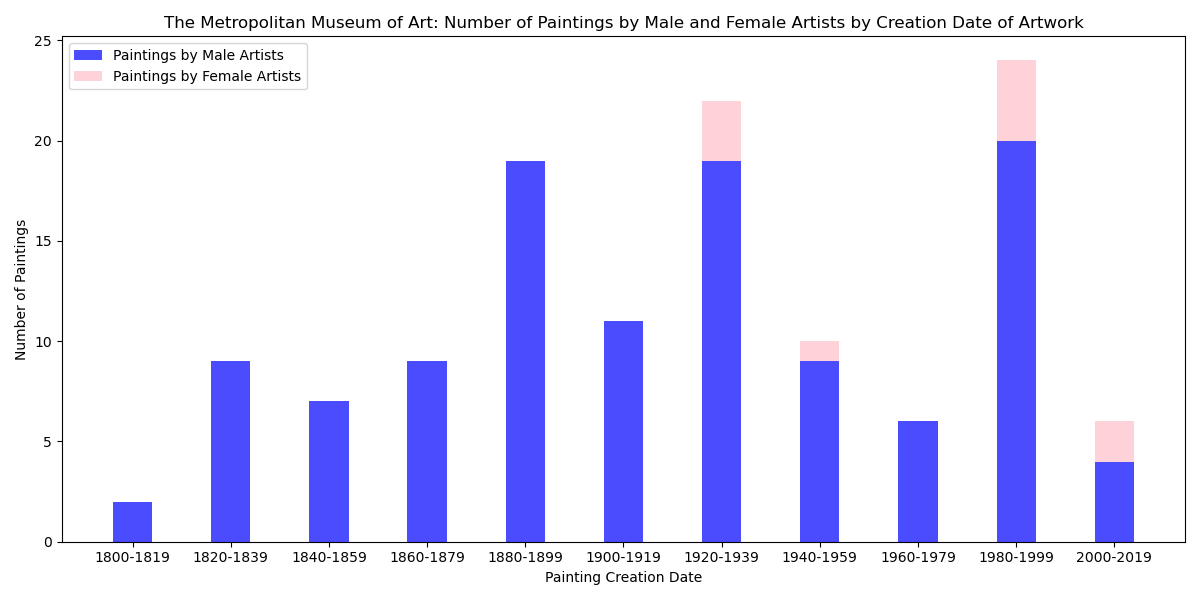 The Metropolitan Museum of Art: Number of Paintings by Male and Female Artists by Creation Date of Artwork
Paintings by Male Artists
Paintings by Female Artists
Number of Paintings
25
20
15
10
5
0
1800-1819 1820-1839 1840-1859 1860-1879 1880-1899 1900-1919 1920-1939 1940-1959 1960-1979 1980-1999 2000-2019
Painting Creation Date